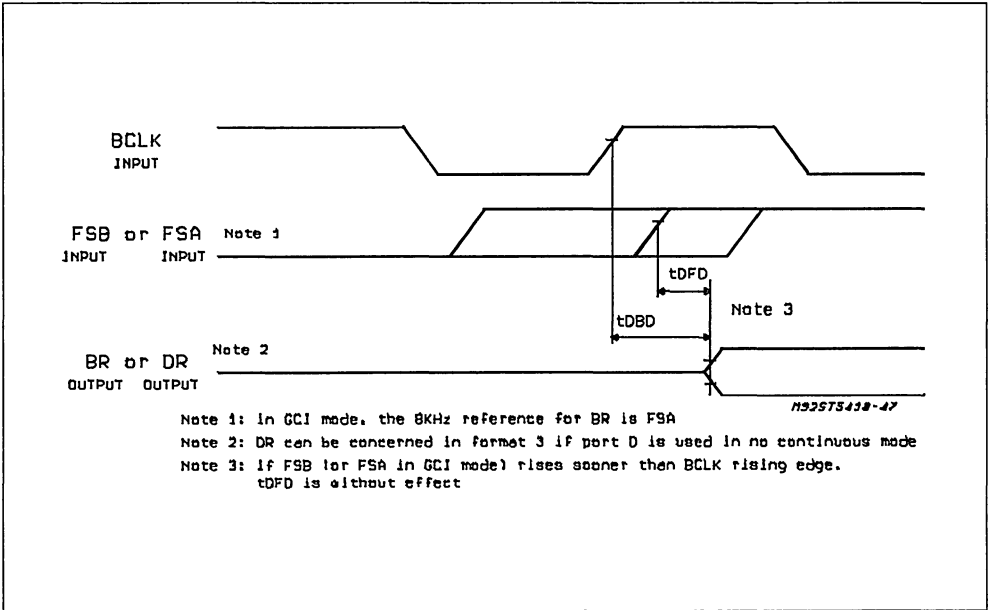 BCLK
INPUT
FSB or FSA Note 1
INPUT INPUT
tDFD
Note 3
tDBD
BR or DR Note 2
OUTPUT OUTPUT
M92ST5438-47
Note 1: in GCI mode, the 8KHz reference for BR is FSA
Note 2: DR can be concerned in format 3 if port D is used in no continuous mode
Note 3: if FSB (or FSA in GCI mode) rises sooner than BCLK rising edge.
tDFD is without effect